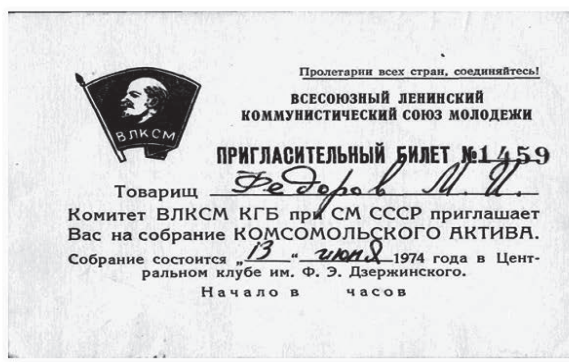 Пролетарии всех стран, соединяйтесь!
ВСЕСОЮЗНЫЙ ЛЕНИНСКИЙ
КОММУНИСТИЧЕСКИЙ СОЮЗ МОЛОДЕЖИ
ВЛКСМ
ПРИГЛАСИТЕЛЬНЫЙ БИЛЕТ №1459
Товарищ Федоров М. И.
Комитет ВЛКСМ КГБ при СМ СССР приглашает
Вас на собрание КОМСОМОЛЬСКОГО АКТИВА.
Собрание состоится „13“ июня 1974 года в Цент-
ральном клубе им. Ф. Э. Дзержинского.
Начало в часов